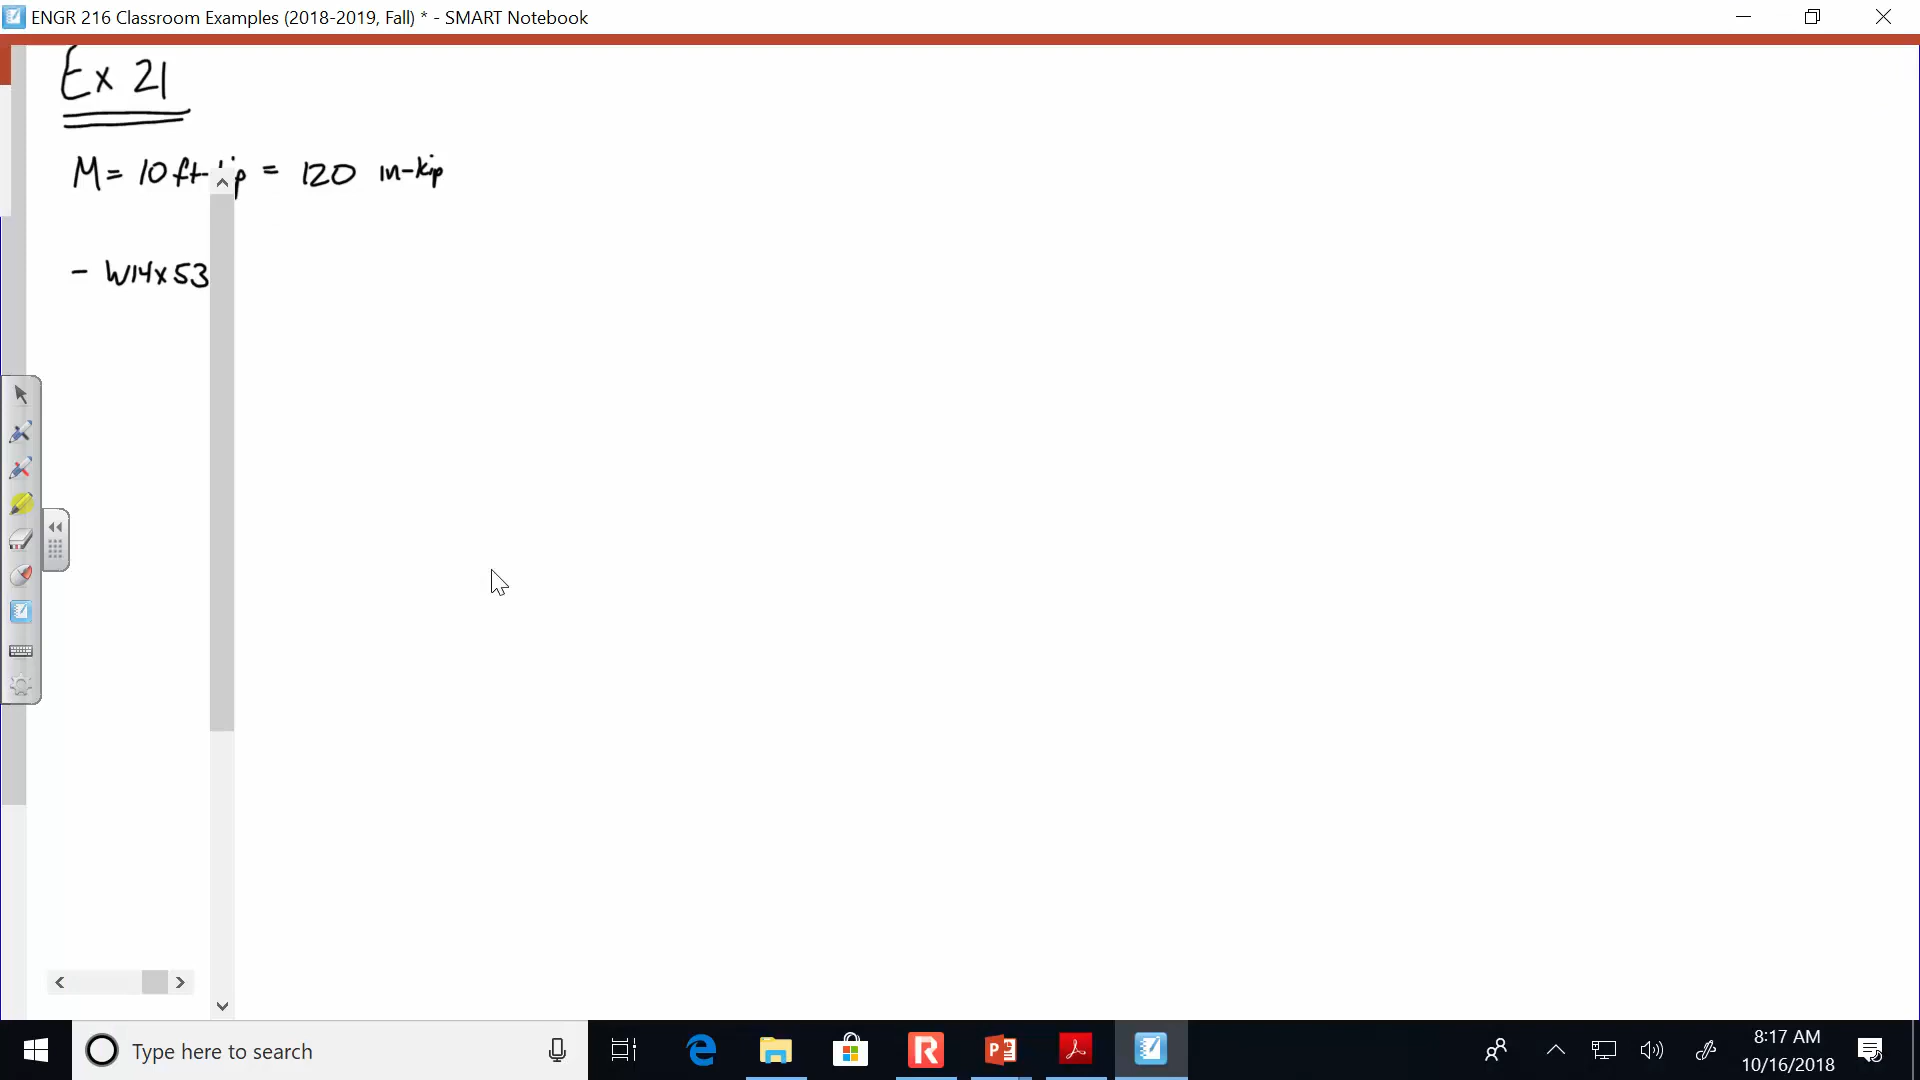 ENGR 216 Classroom Examples (2018-2019, Fall) * - SMART Notebook
Ex 21
M = 10 ft-kip = 120 in-kip
- W14x53
Type here to search
8:17 AM
10/16/2018